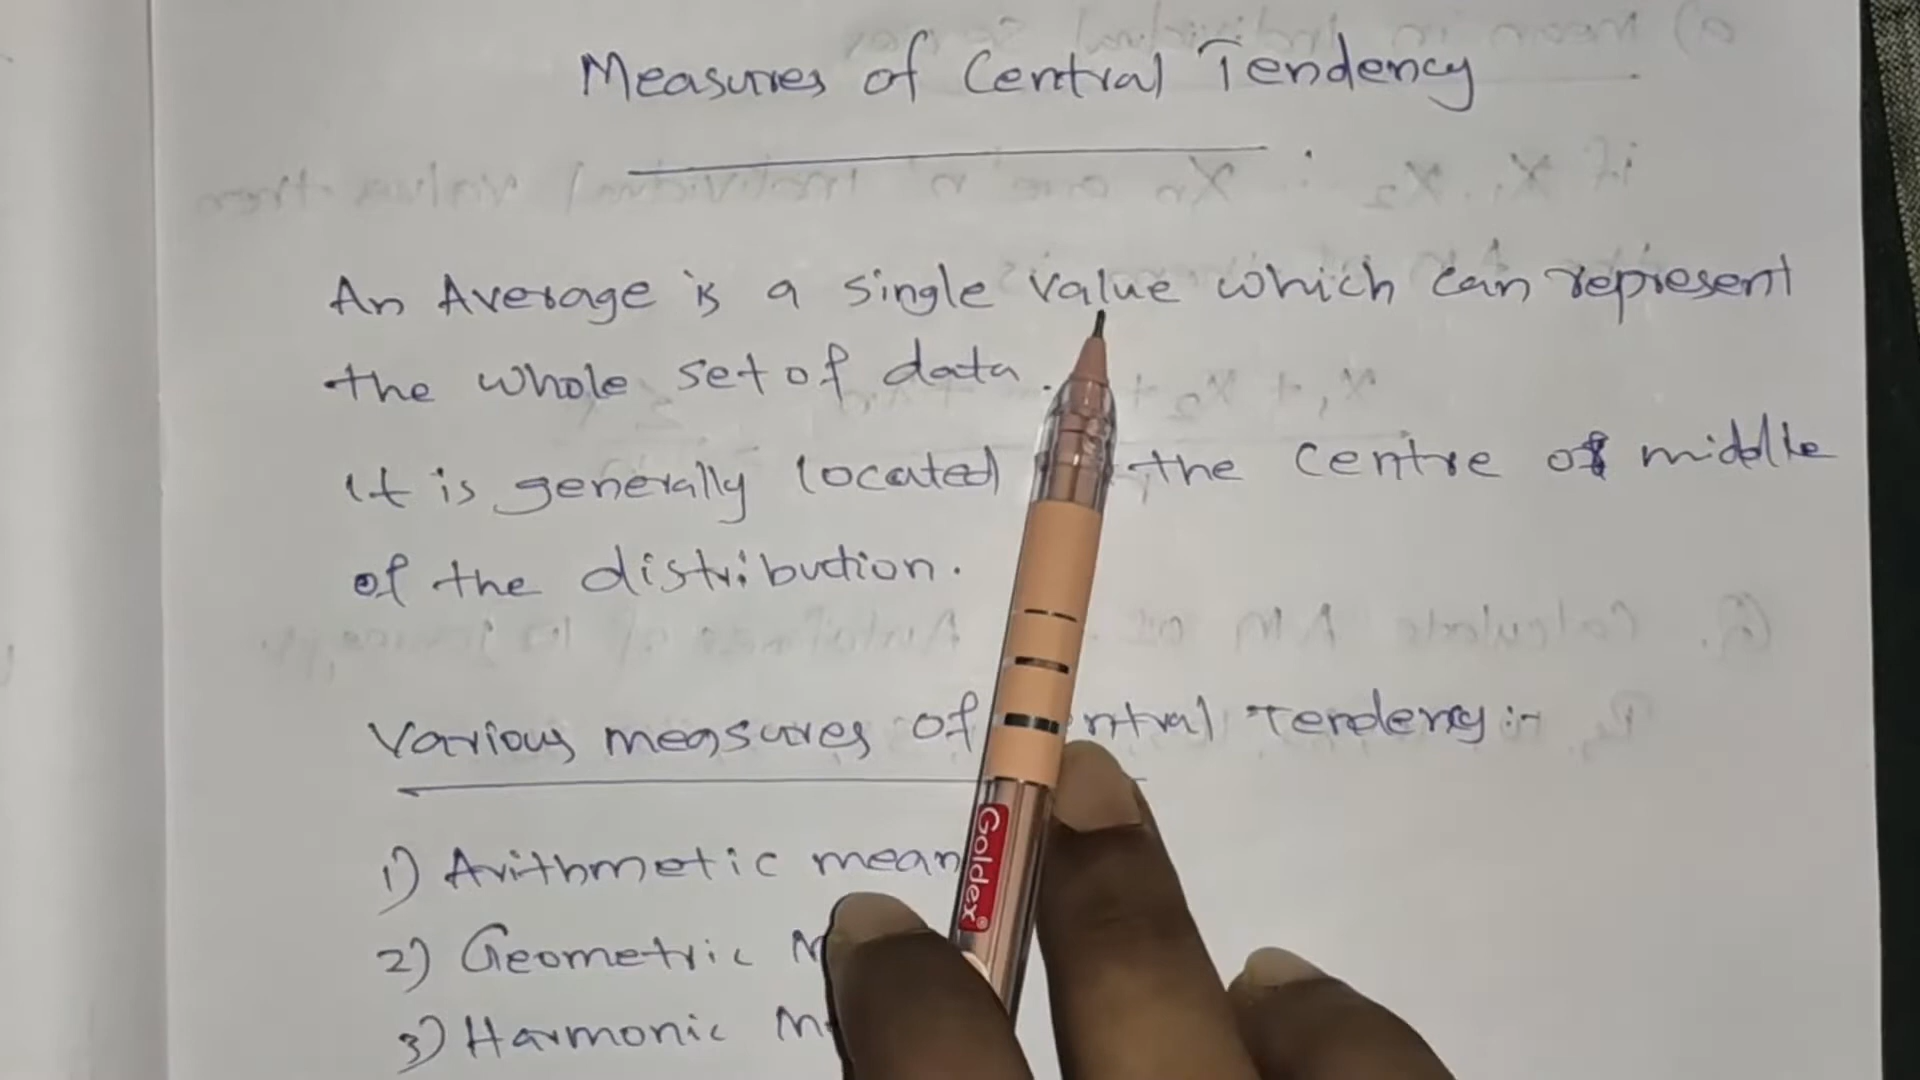 Measures of Central Tendency
An Average is a single value which can represent
the whole set of data.
It is generally located the centre of middle
of the distribution.
Various measures of ntral Tendency :-
1) Arithmetic mean
2) Geometric M
3) Harmonic M
Goldex